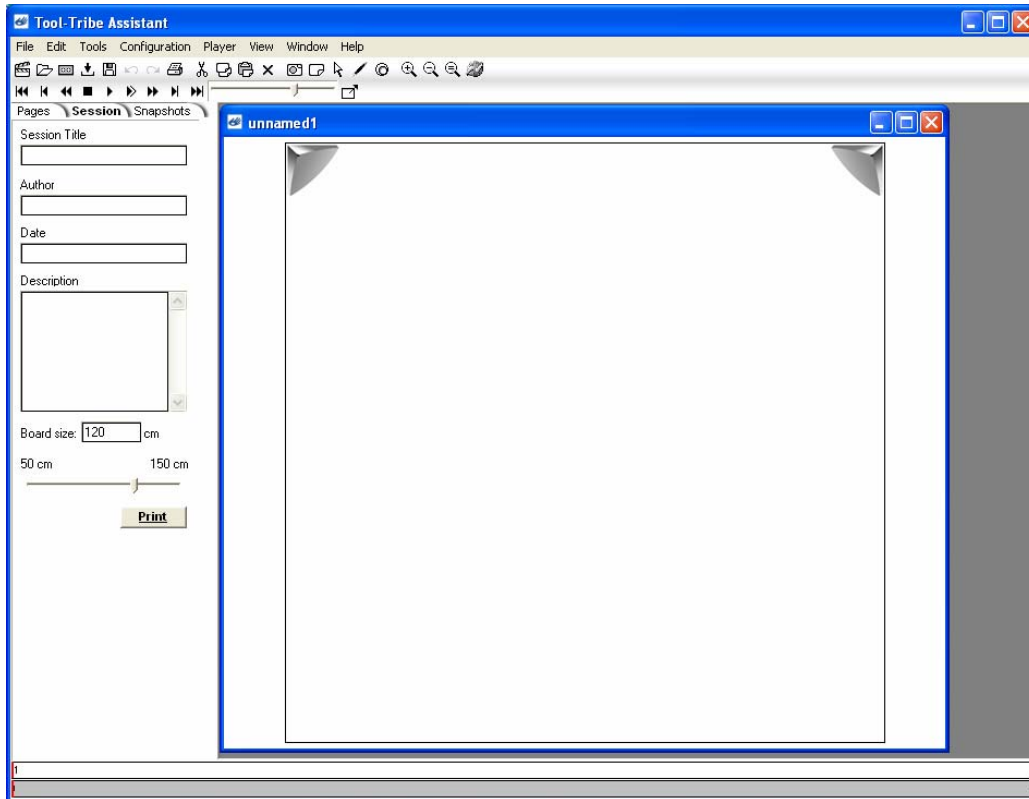 Tool-Tribe Assistant
File Edit Tools Configuration Player View Window Help
Pages Session Snapshots
unnamed1
Session Title
Author
Date
Description
Board size: 120 cm
50 cm 150 cm
Print
1